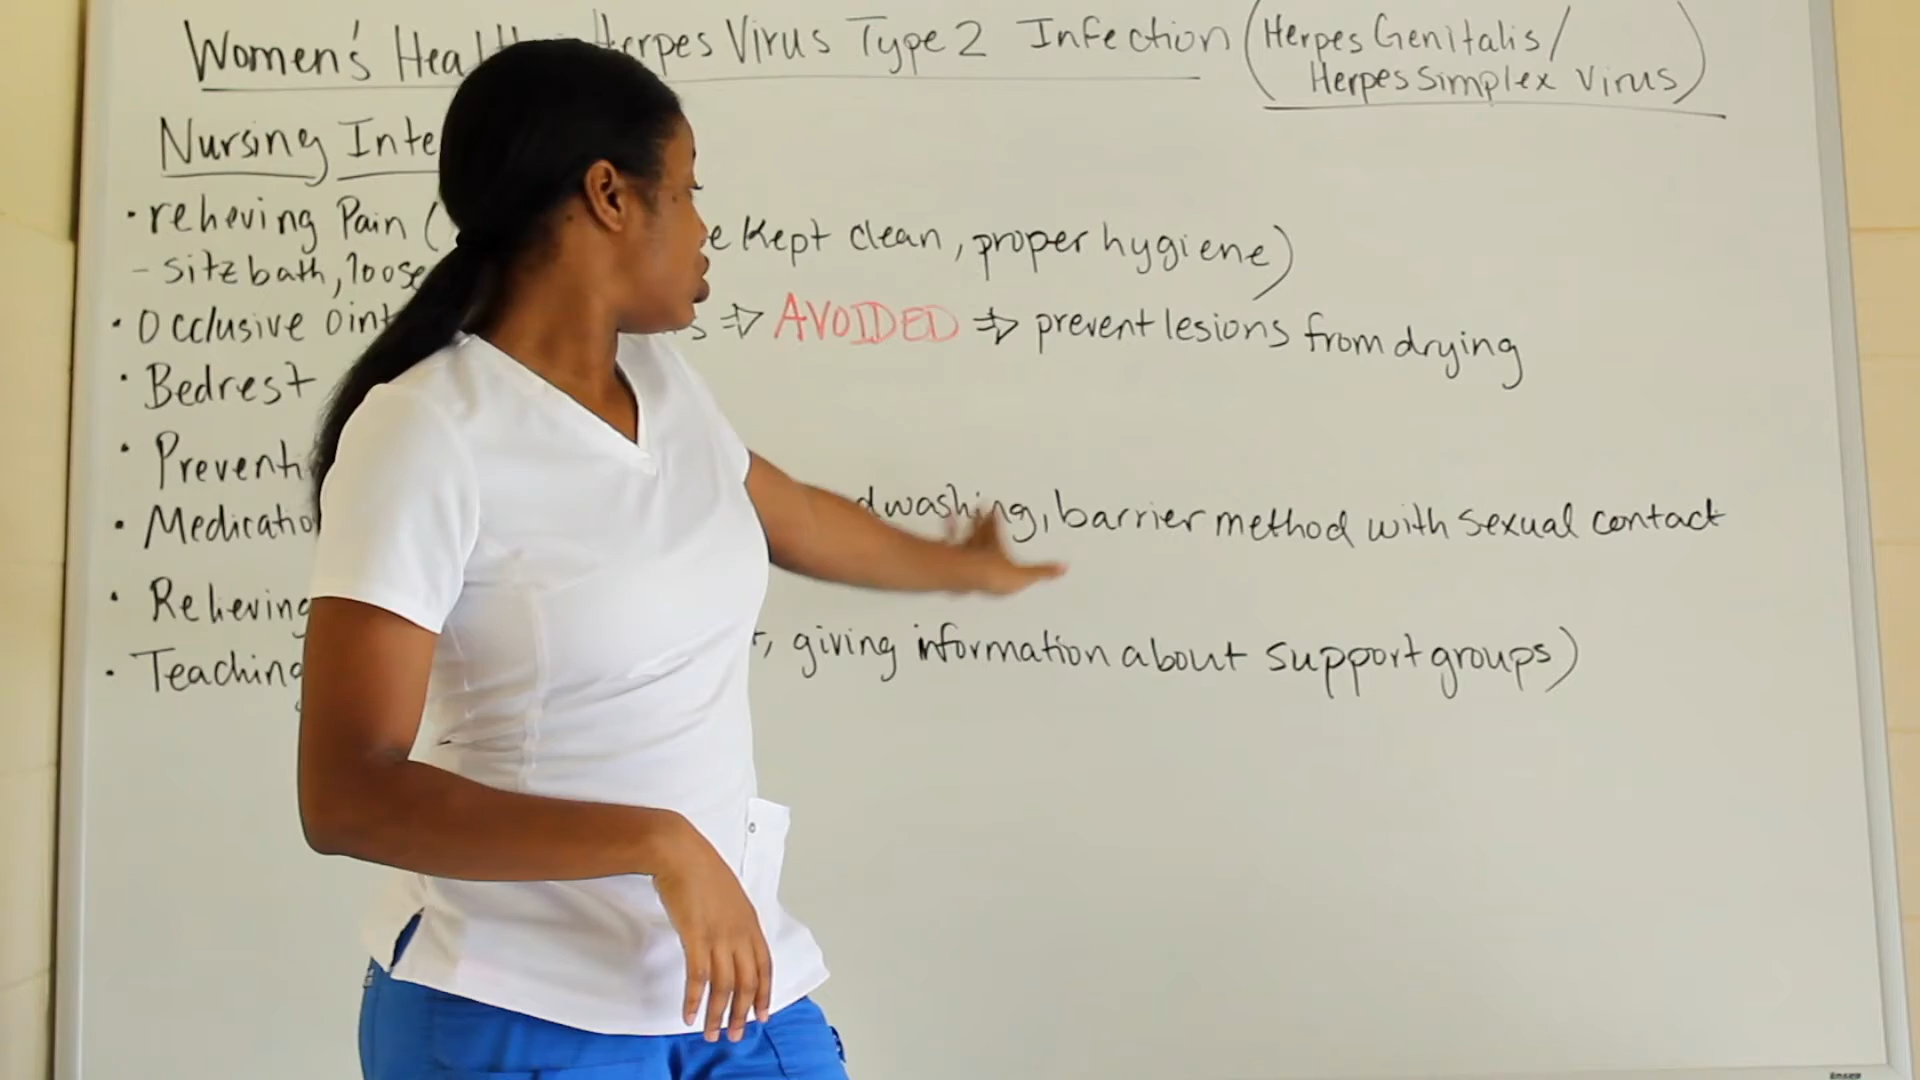 Women's Heal Herpes Virus Type 2 Infection (Herpes Genitalis/
Herpes Simplex Virus)
Nursing Inte
• relieving Pain ( e Kept clean, proper hygiene)
- sitz bath, loose
• Occlusive oint s ⇒ AVOIDED ⇒ prevent lesions from drying
• Bedrest
• Preventi
• Medicatio dwashing, barrier method with sexual contact
• Relieving
• Teaching , giving information about support groups)